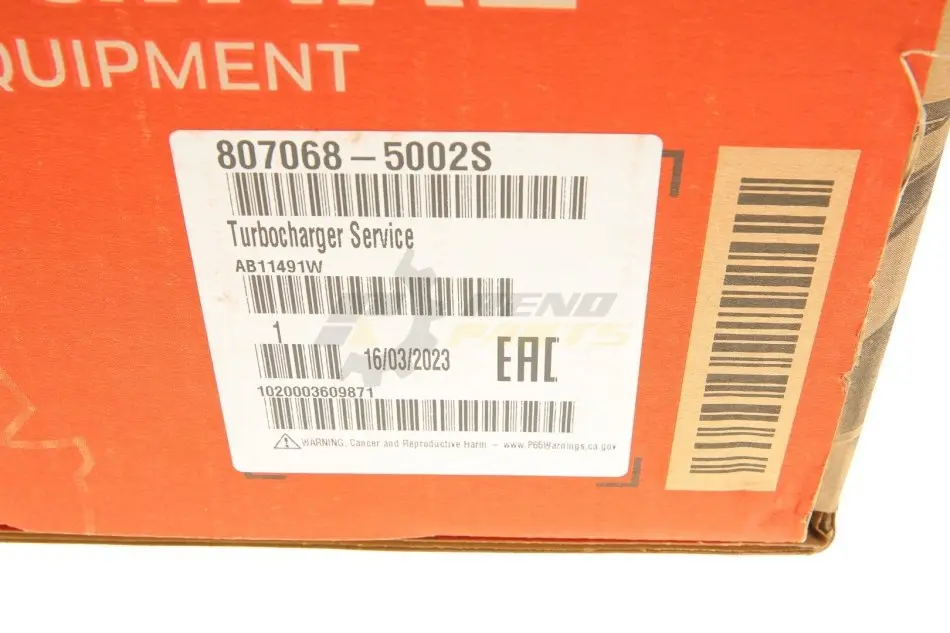 QUIPMENT
807068-5002S
Turbocharger Service
AB11491W
1
16/03/2023
EAC
1020003609871
WARNING: Cancer and Reproductive Harm - www.P65Warnings.ca.gov
PARTS